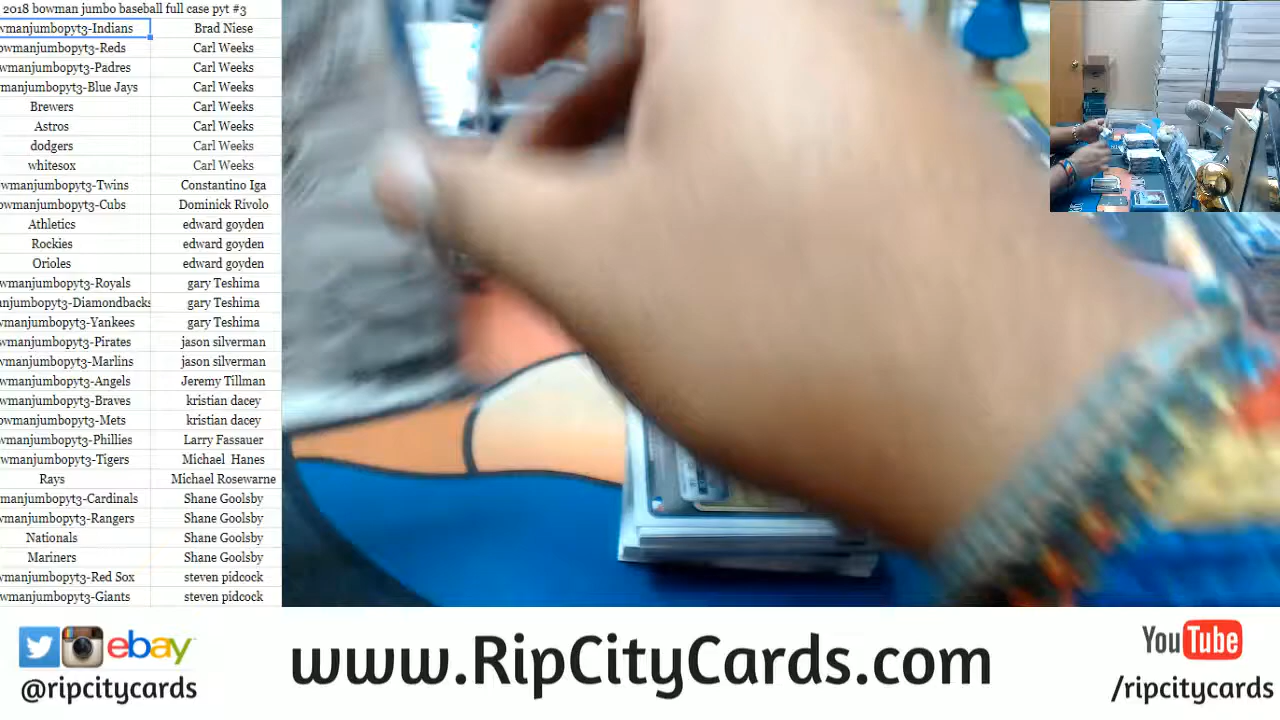 2018 bowman jumbo baseball full case pyt #3
wmanjumbopyt3-Indians Brad Niese
owmanjumbopyt3-Reds Carl Weeks
wmanjumbopyt3-Padres Carl Weeks
manjumbopyt3-Blue Jays Carl Weeks
Brewers Carl Weeks
Astros Carl Weeks
dodgers Carl Weeks
whitesox Carl Weeks
wmanjumbopyt3-Twins Constantino Iga
owmanjumbopyt3-Cubs Dominick Rivolo
Athletics edward goyden
Rockies edward goyden
Orioles edward goyden
wmanjumbopyt3-Royals gary Teshima
anjumbopyt3-Diamondbacks gary Teshima
wmanjumbopyt3-Yankees gary Teshima
wmanjumbopyt3-Pirates jason silverman
wmanjumbopyt3-Marlins jason silverman
wmanjumbopyt3-Angels Jeremy Tillman
wmanjumbopyt3-Braves kristian dacey
owmanjumbopyt3-Mets kristian dacey
wmanjumbopyt3-Phillies Larry Fassauer
wmanjumbopyt3-Tigers Michael Hanes
Rays Michael Rosewarne
manjumbopyt3-Cardinals Shane Goolsby
wmanjumbopyt3-Rangers Shane Goolsby
Nationals Shane Goolsby
Mariners Shane Goolsby
wmanjumbopyt3-Red Sox steven pidcock
wmanjumbopyt3-Giants steven pidcock
ebay
@ripcitycards
www.RipCityCards.com
YouTube
/ripcitycards